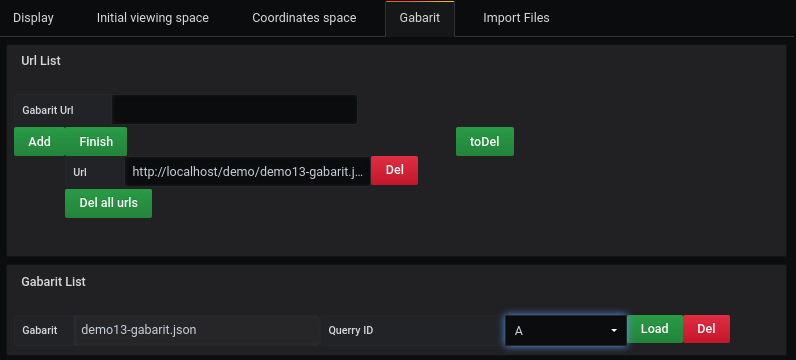 Display Initial viewing space Coordinates space Gabarit Import Files
Url List
Gabarit Url
Add Finish toDel
Url http://localhost/demo/demo13-gabarit.j... Del
Del all urls
Gabarit List
Gabarit demo13-gabarit.json Querry ID A Load Del